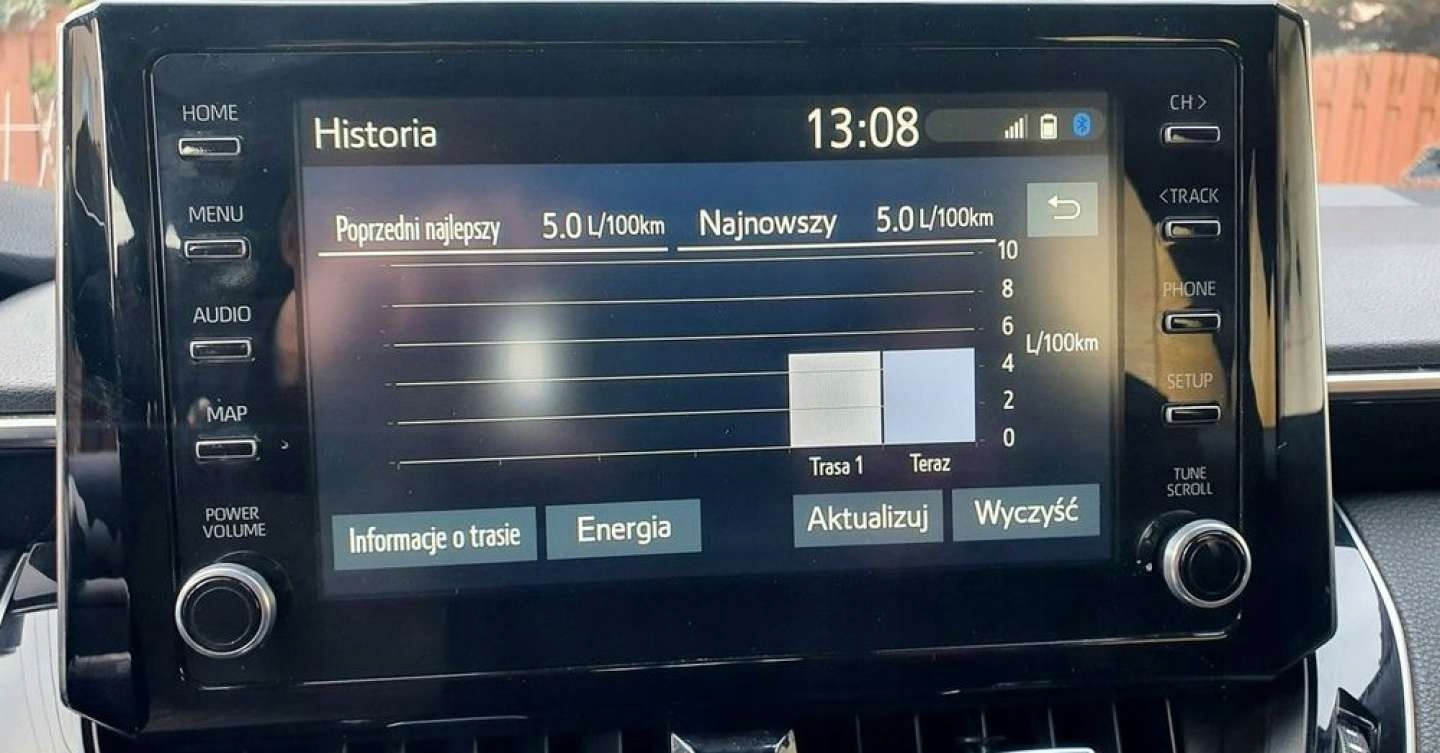 HOME
MENU
AUDIO
MAP
POWER
VOLUME
Historia 13:08
Poprzedni najlepszy 5.0 L/100km Najnowszy 5.0 L/100km
10
8
6
L/100km
4
2
0
Trasa 1 Teraz
Informacje o trasie Energia Aktualizuj Wyczyść
CH >
< TRACK
PHONE
SETUP
TUNE
SCROLL